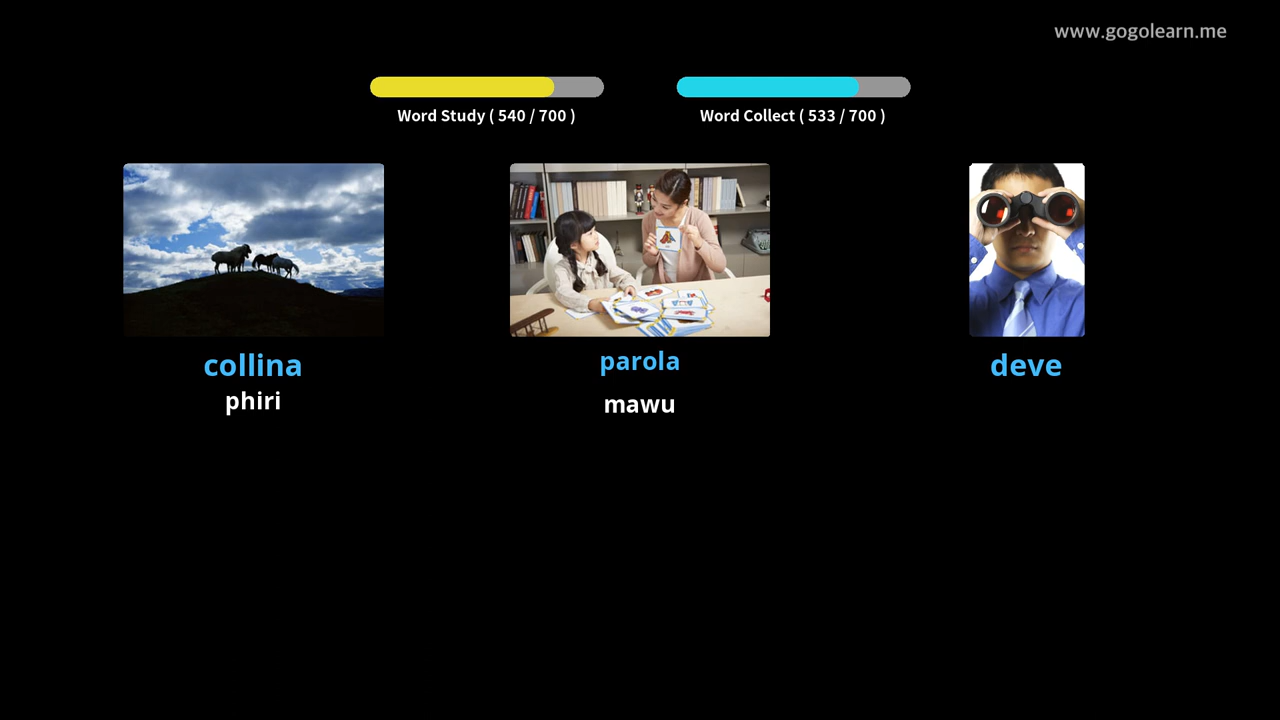 www.gogolearn.me
Word Study ( 540 / 700 )
Word Collect ( 533 / 700 )
collina
phiri
parola
mawu
deve